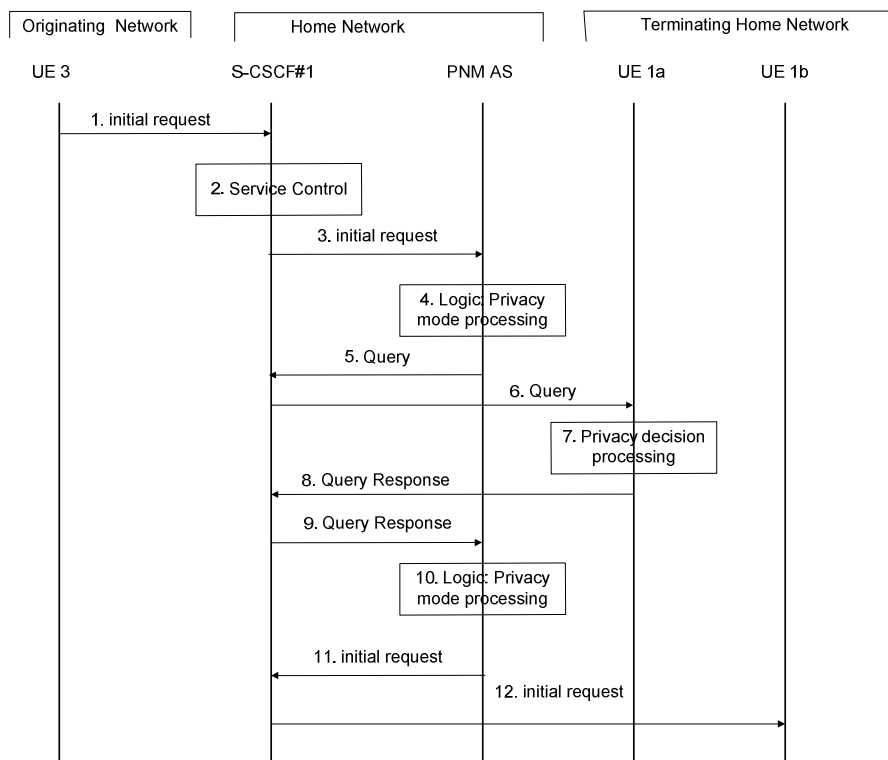 Originating Network
Home Network
Terminating Home Network
UE 3
S-CSCF#1
PNM AS
UE 1a
UE 1b
1. initial request
2. Service Control
3. initial request
4. Logic: Privacy
mode processing
5. Query
6. Query
7. Privacy decision
processing
8. Query Response
9. Query Response
10. Logic: Privacy
mode processing
11. initial request
12. initial request